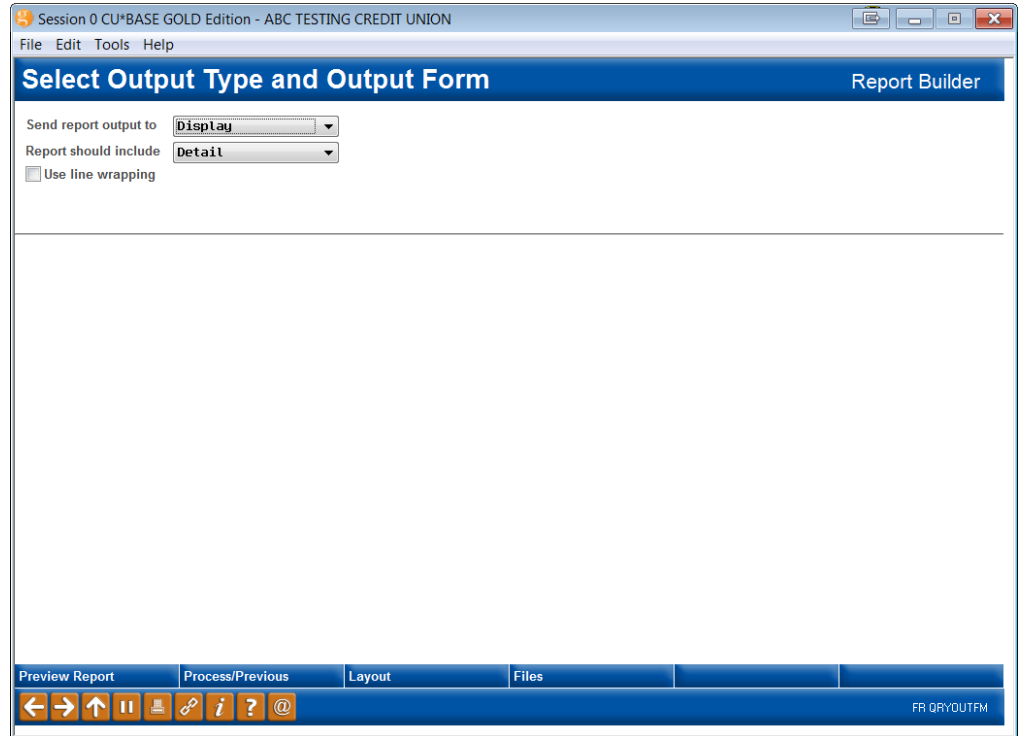 Session 0 CU*BASE GOLD Edition - ABC TESTING CREDIT UNION
File Edit Tools Help
Select Output Type and Output Form Report Builder
Send report output to Display
Report should include Detail
Use line wrapping
Preview Report Process/Previous Layout Files
i ? @ FR QRYOUTFM